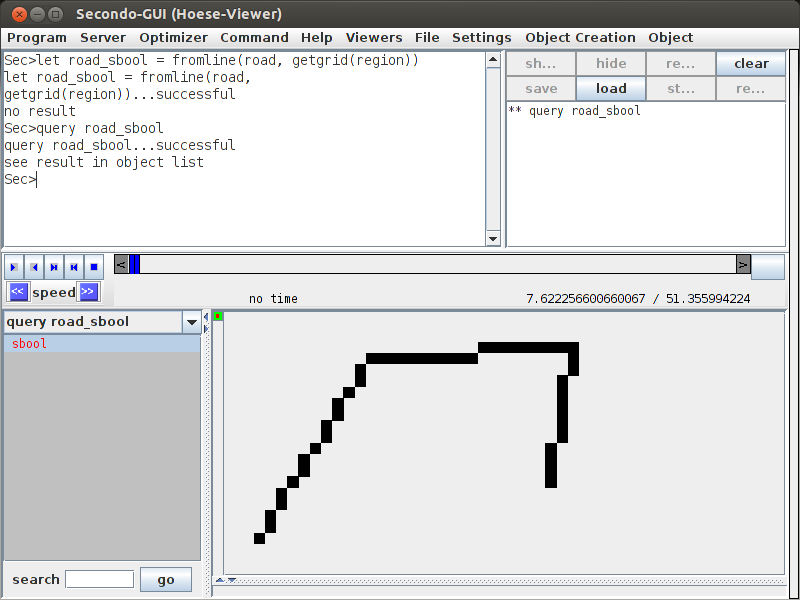 Secondo-GUI (Hoese-Viewer)
Program Server Optimizer Command Help Viewers File Settings Object Creation Object
Sec>let road_sbool = fromline(road, getgrid(region))
let road_sbool = fromline(road,
getgrid(region))...successful
no result
Sec>query road_sbool
query road_sbool...successful
see result in object list
Sec>
sh... hide re... clear
save load st... re...
** query road_sbool
< >
<< speed >>
no time 7.622256600660067 / 51.355994224
query road_sbool
sbool
search go